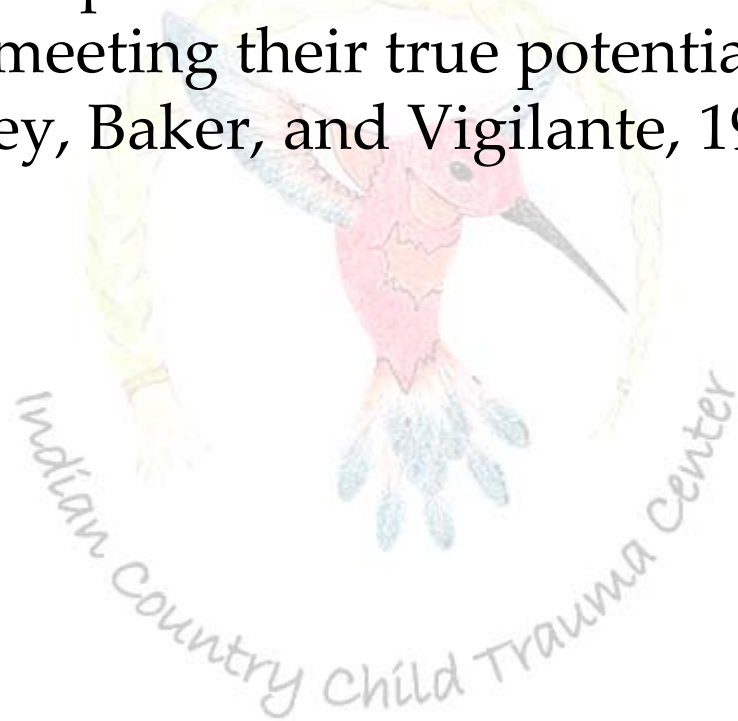 meeting their true potentia
ey, Baker, and Vigilante, 19
Indian Country Child Trauma Center